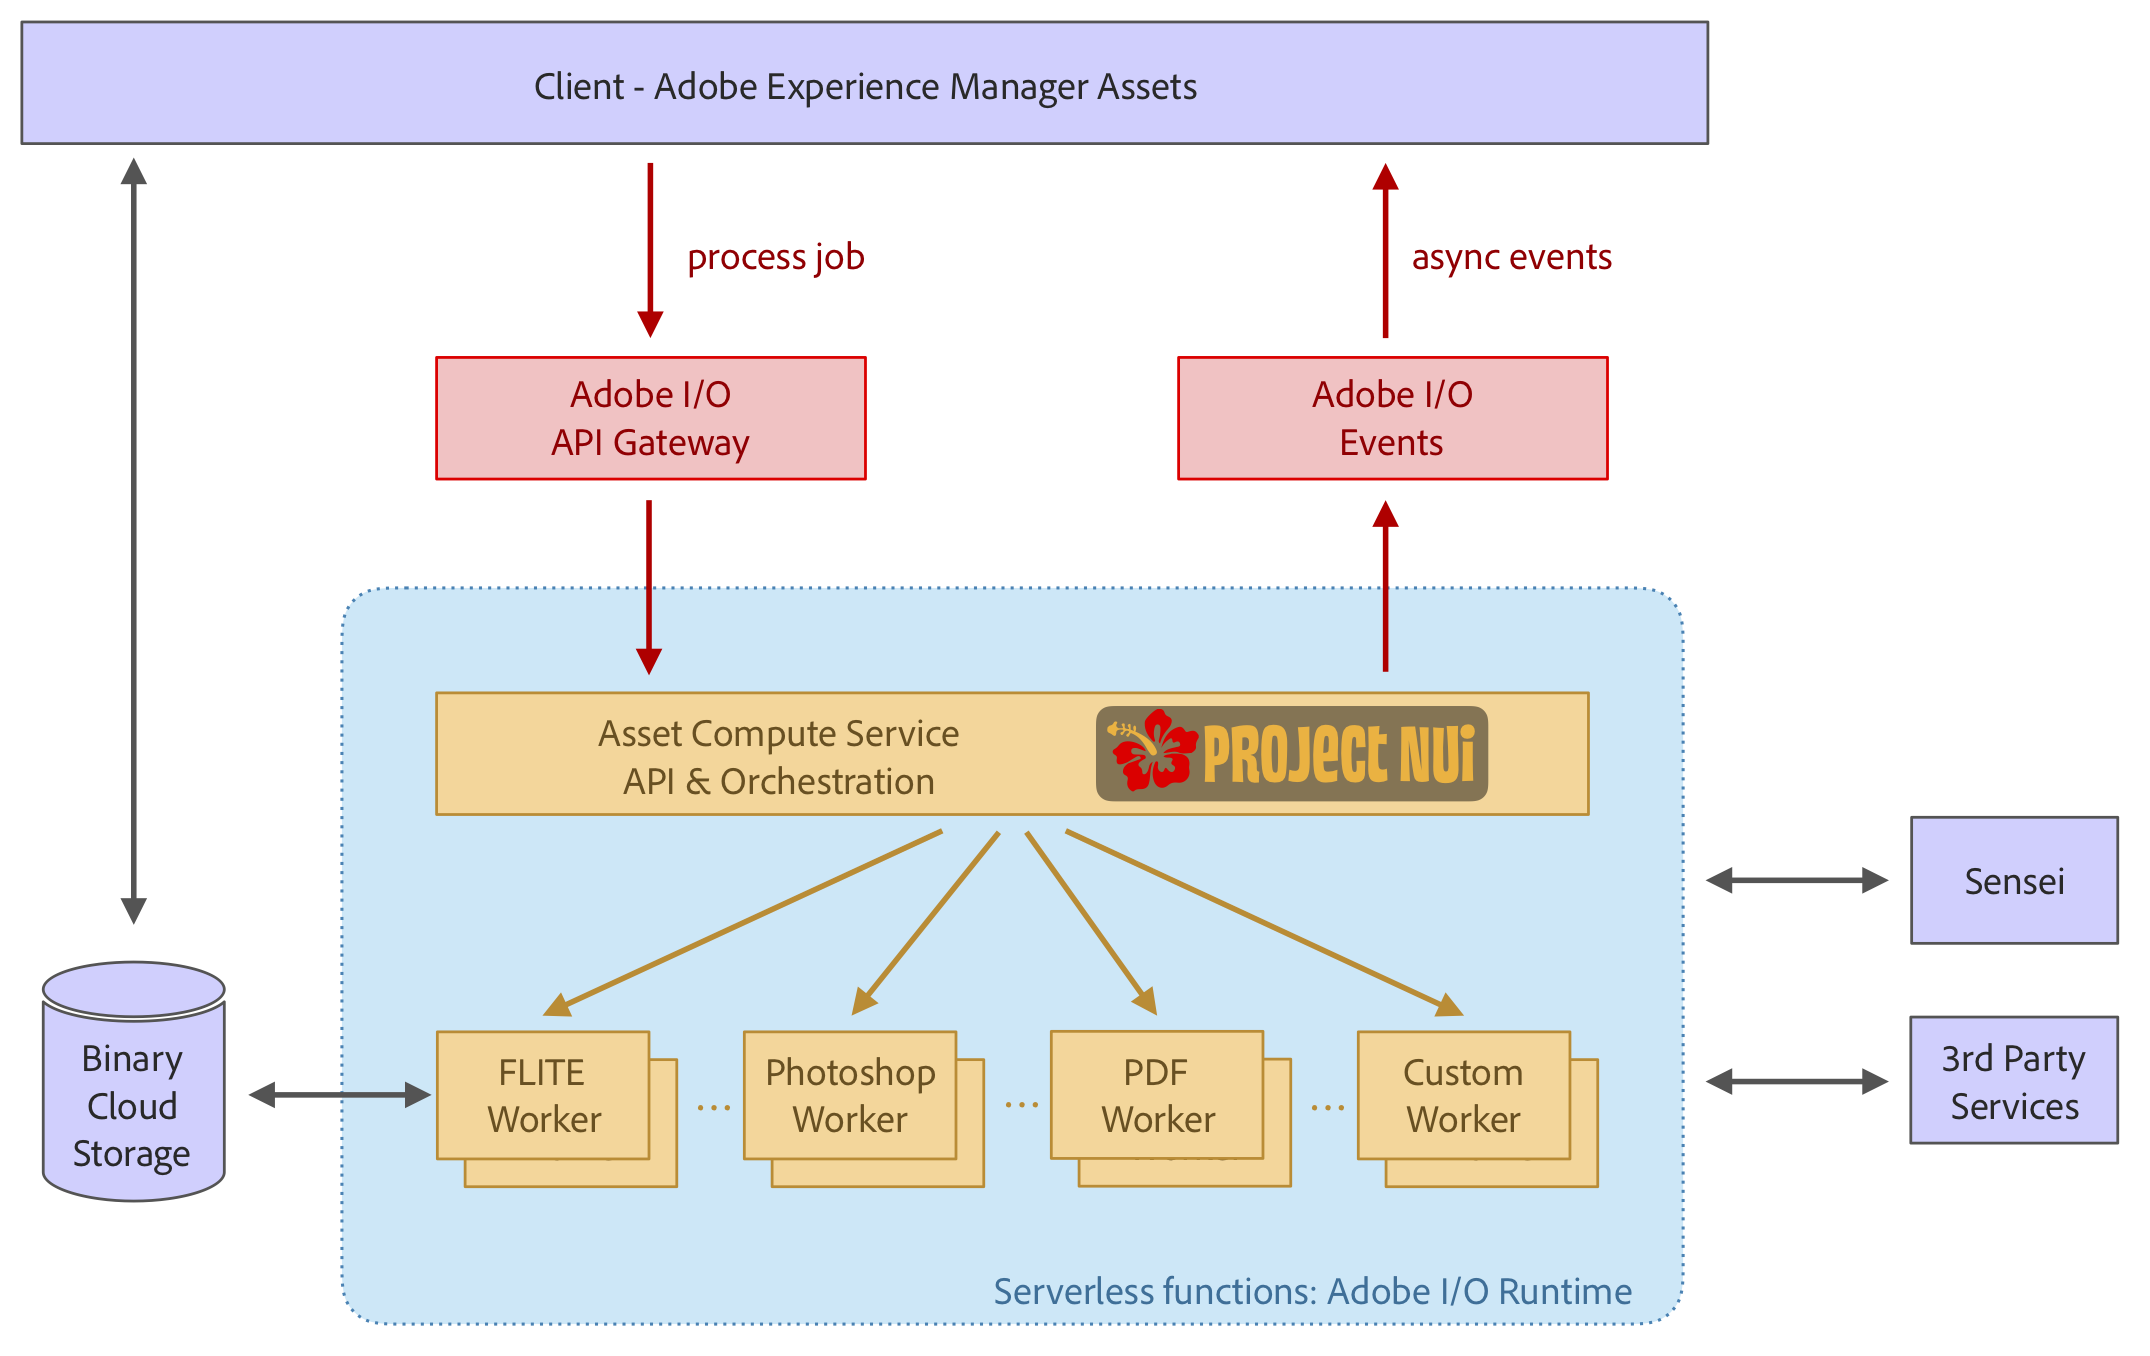 Client - Adobe Experience Manager Assets
process job
async events
Adobe I/O
API Gateway
Adobe I/O
Events
Asset Compute Service
API & Orchestration
PROJECT NUi
Sensei
FLITE
Worker
...
Photoshop
Worker
...
PDF
Worker
...
Custom
Worker
Binary
Cloud
Storage
3rd Party
Services
Serverless functions: Adobe I/O Runtime